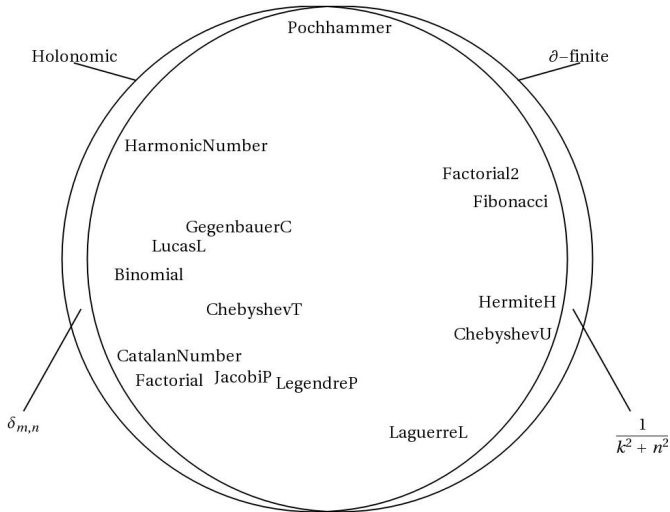 Pochhammer
Holonomic
∂−finite
HarmonicNumber
Factorial2
Fibonacci
GegenbauerC
LucasL
Binomial
HermiteH
ChebyshevT
ChebyshevU
CatalanNumber
Factorial
JacobiP
LegendreP
δm,n
LaguerreL
1
k² + n²